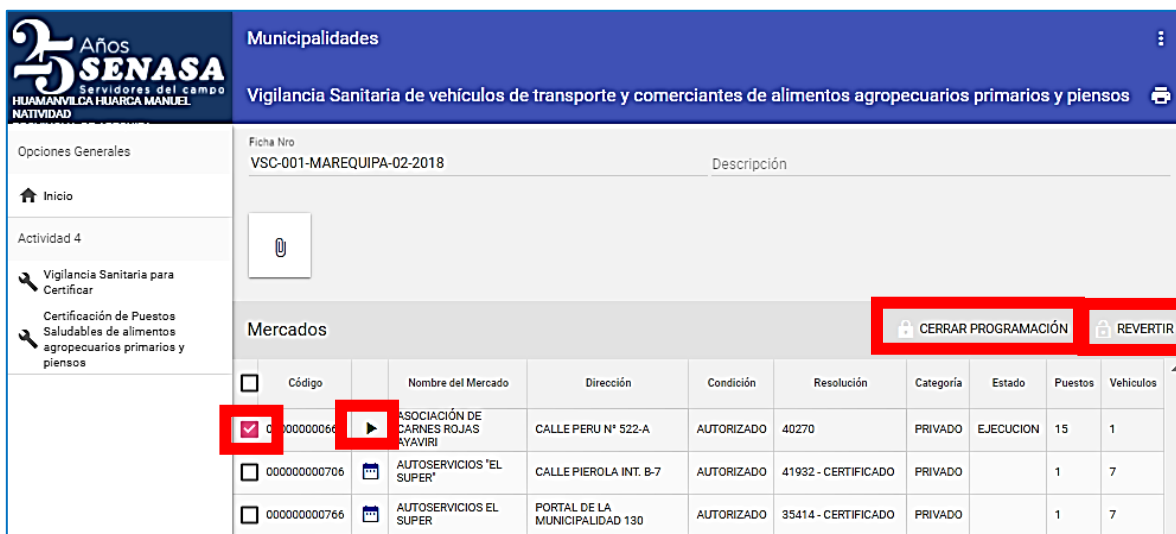 25 Años
SENASA
Servidores del campo
HUAMANVILCA HUARCA MANUEL
NATIVIDAD
Municipalidades
Vigilancia Sanitaria de vehículos de transporte y comerciantes de alimentos agropecuarios primarios y piensos
Opciones Generales
Inicio
Actividad 4
Vigilancia Sanitaria para
Certificar
Certificación de Puestos
Saludables de alimentos
agropecuarios primarios y
piensos
Ficha Nro
VSC-001-MAREQUIPA-02-2018
Descripción
Mercados
CERRAR PROGRAMACIÓN
REVERTIR
Código Nombre del Mercado Dirección Condición Resolución Categoría Estado Puestos Vehiculos
ASOCIACIÓN DE
CARNES ROJAS CALLE PERU N° 522-A AUTORIZADO 40270 PRIVADO EJECUCION 15 1
AYAVIRI
000000000706 AUTOSERVICIOS "EL CALLE PIEROLA INT. B-7 AUTORIZADO 41932 - CERTIFICADO PRIVADO 1 7
SUPER"
000000000766 AUTOSERVICIOS EL PORTAL DE LA AUTORIZADO 35414 - CERTIFICADO PRIVADO 1 7
SUPER MUNICIPALIDAD 130